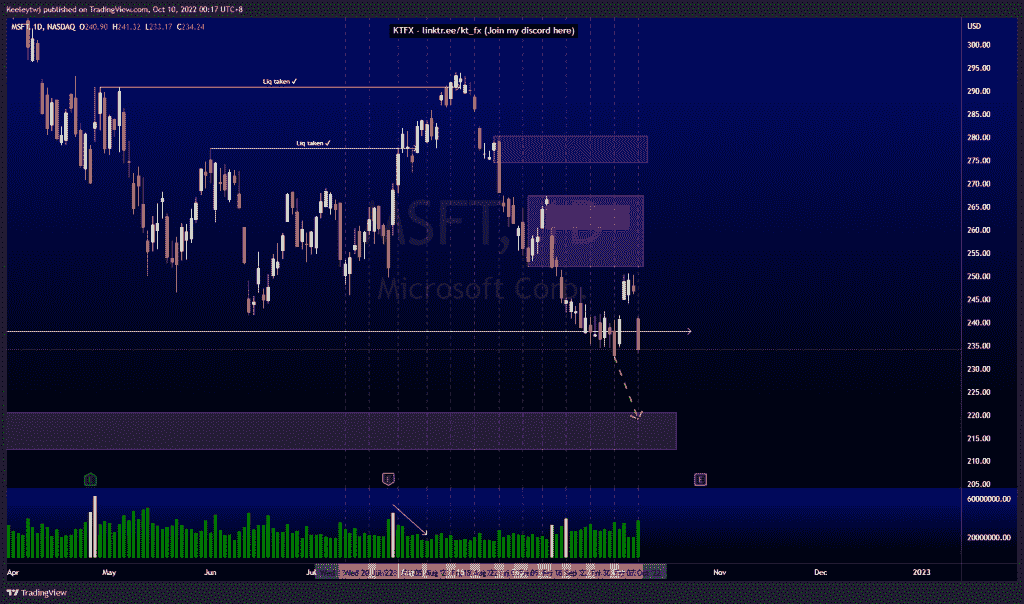 Keeleytwj published on TradingView.com, Oct 10, 2022 00:17 UTC+8
MSFT, 1D, NASDAQ O240.90 H241.32 L233.17 C234.24
KTFX - linktr.ee/kt_fx (Join my discord here)
USD
300.00
295.00
Liq taken ✓
290.00
285.00
280.00
Liq taken ✓
275.00
270.00
265.00
MSFT, 1D
260.00
255.00
250.00
Microsoft Corp.
245.00
240.00
235.00
230.00
225.00
220.00
215.00
210.00
E
E
E
205.00
60000000.00
20000000.00
Apr
May
Jun
Jul
Nov
Dec
2023
TradingView